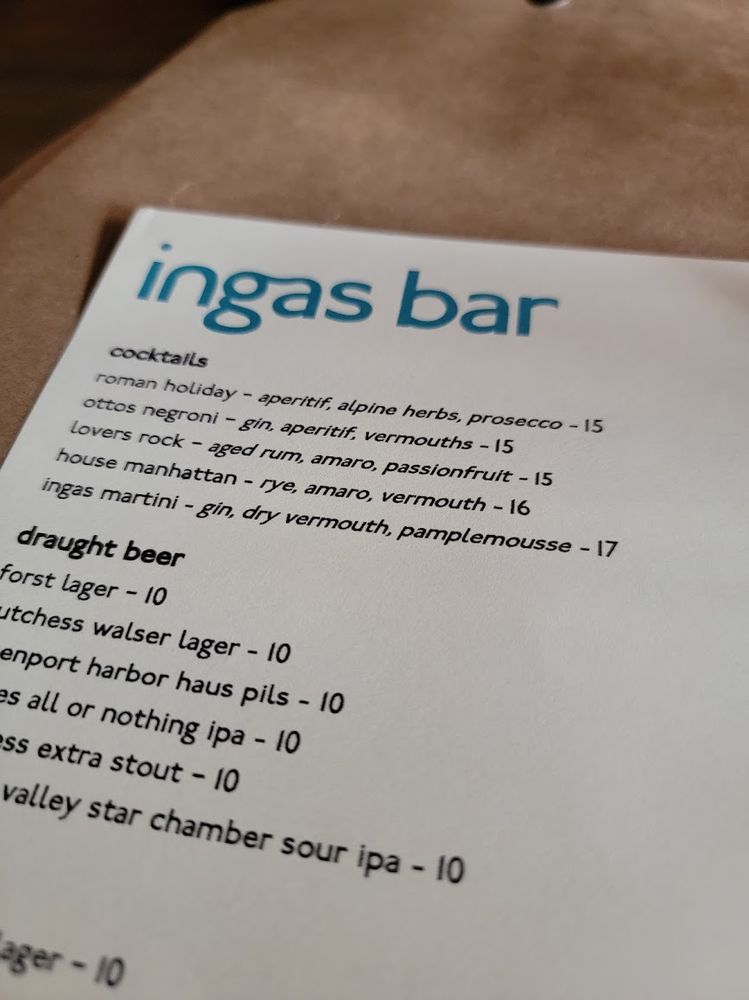 ingas bar
cocktails
roman holiday - aperitif, alpine herbs, prosecco - 15
ottos negroni - gin, aperitif, vermouths - 15
lovers rock - aged rum, amaro, passionfruit - 15
house manhattan - rye, amaro, vermouth - 16
ingas martini - gin, dry vermouth, pamplemousse - 17
draught beer
forst lager - 10
utchess walser lager - 10
enport harbor haus pils - 10
es all or nothing ipa - 10
ess extra stout - 10
valley star chamber sour ipa - 10
lager - 10